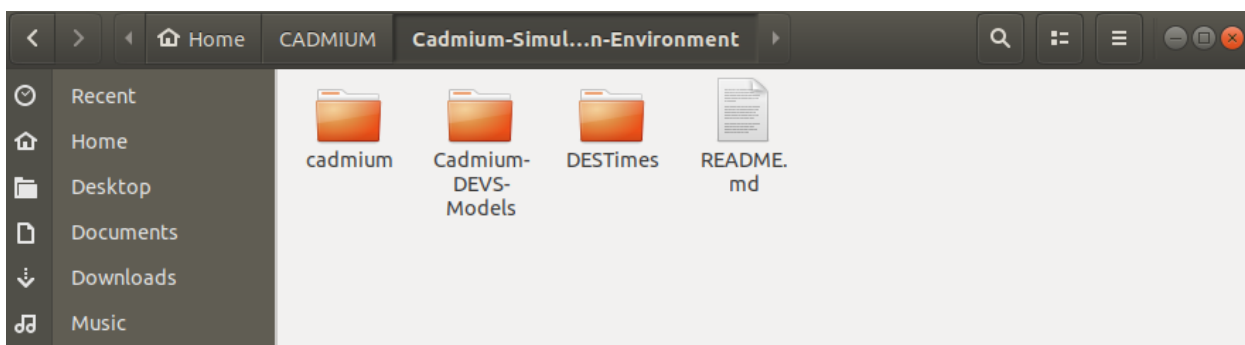 Home
CADMIUM
Cadmium-Simul...n-Environment
Recent
Home
Desktop
Documents
Downloads
Music
cadmium
Cadmium-
DEVS-
Models
DESTimes
README.
md